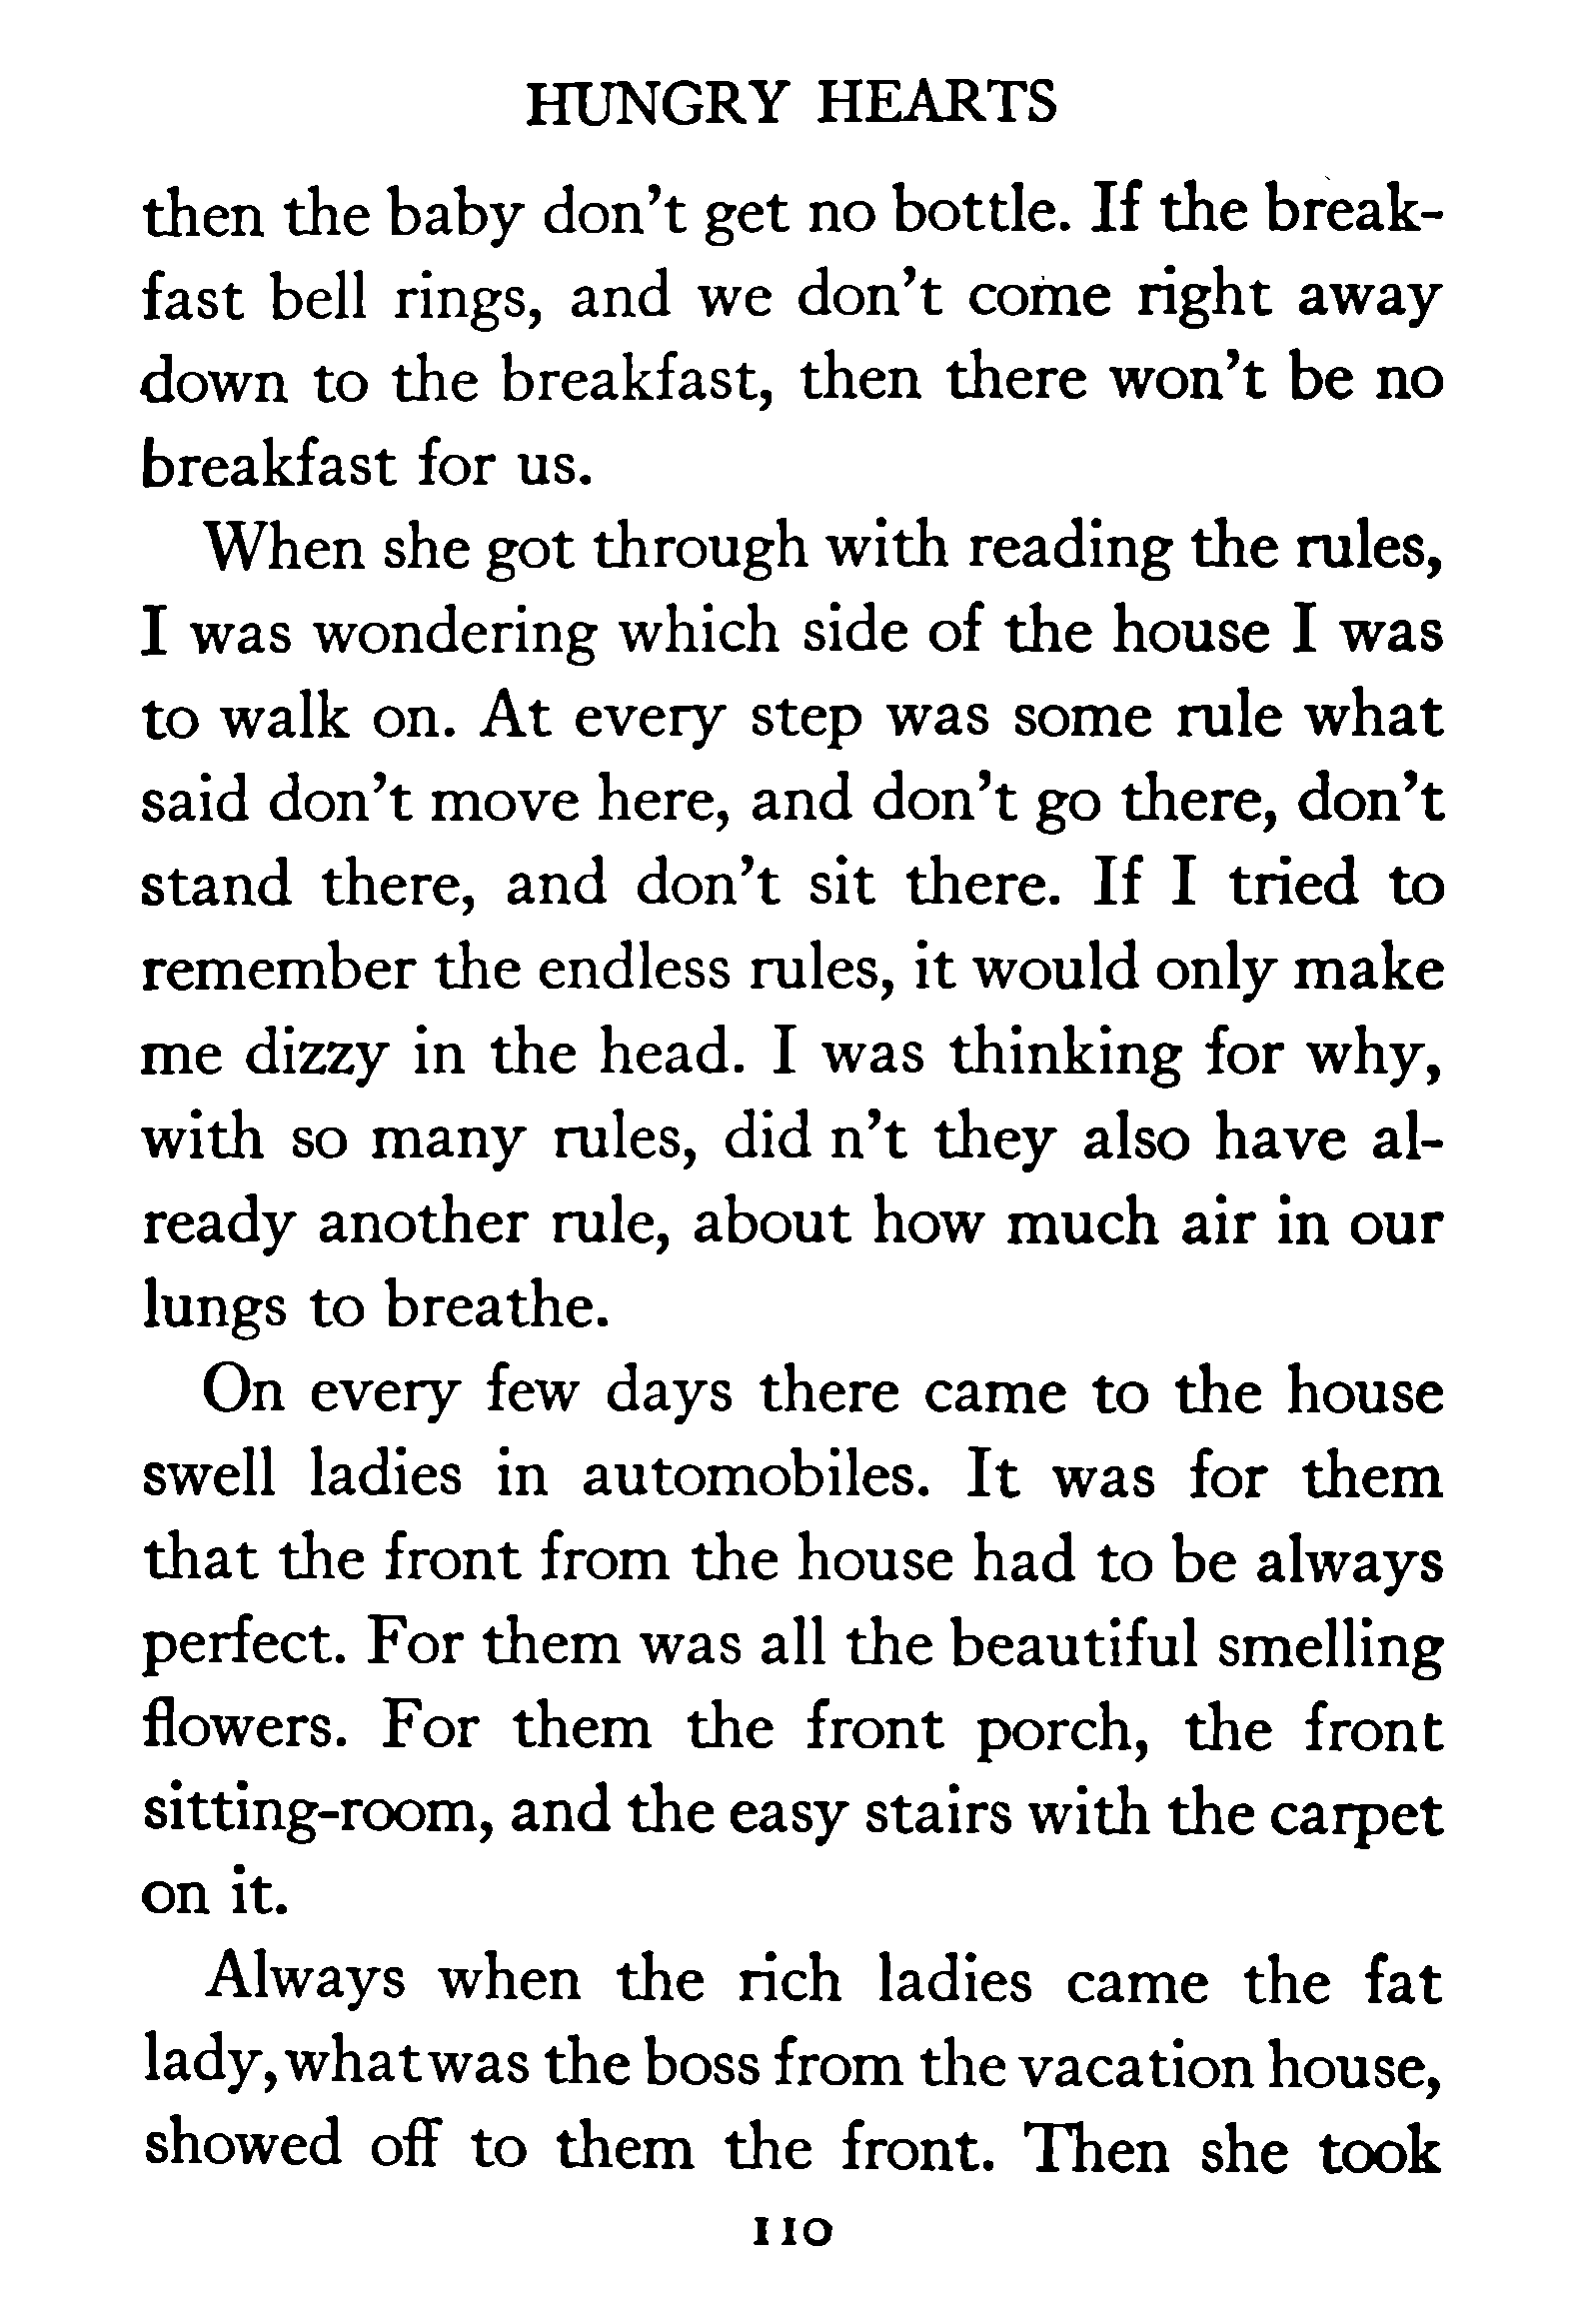 HUNGRY HEARTS
then the baby don't get no bottle. If the break-
fast bell rings, and we don't come right away
down to the breakfast, then there won't be no
breakfast for us.
When she got through with reading the rules,
I was wondering which side of the house I was
to walk on. At every step was some rule what
said don't move here, and don't go there, don't
stand there, and don't sit there. If I tried to
remember the endless rules, it would only make
me dizzy in the head. I was thinking for why,
with so many rules, did n't they also have al-
ready another rule, about how much air in our
lungs to breathe.
On every few days there came to the house
swell ladies in automobiles. It was for them
that the front from the house had to be always
perfect. For them was all the beautiful smelling
flowers. For them the front porch, the front
sitting-room, and the easy stairs with the carpet
on it.
Always when the rich ladies came the fat
lady, what was the boss from the vacation house,
showed off to them the front. Then she took
110